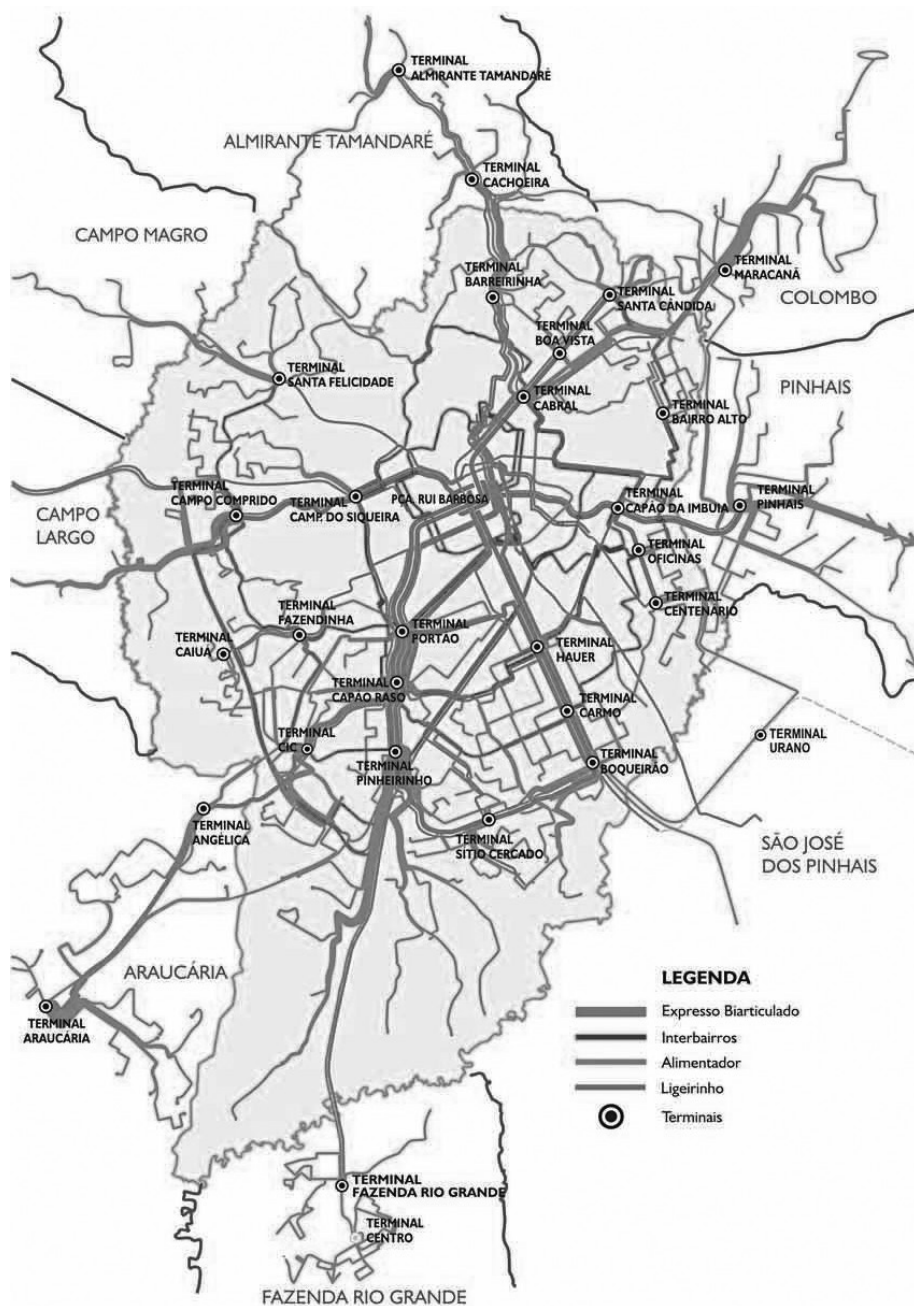 TERMINAL
ALMIRANTE TAMANDARÉ
ALMIRANTE TAMANDARÉ
TERMINAL
CACHOEIRA
CAMPO MAGRO
TERMINAL
MARACANÃ
TERMINAL
BARREIRINHA
TERMINAL
SANTA CÂNDIDA
COLOMBO
TERMINAL
BOA VISTA
TERMINAL
SANTA FELICIDADE
TERMINAL
CABRAL
PINHAIS
TERMINAL
BAIRRO ALTO
TERMINAL
CAMPO COMPRIDO
TERMINAL
CAMP. DO SIQUEIRA
PÇA. RUI BARBOSA
TERMINAL
CAPÃO DA IMBUIA
TERMINAL
PINHAIS
CAMPO
LARGO
TERMINAL
OFICINAS
TERMINAL
CENTENÁRIO
TERMINAL
FAZENDINHA
TERMINAL
PORTÃO
TERMINAL
CAIUÁ
TERMINAL
HAUER
TERMINAL
CAPÃO RASO
TERMINAL
CARMO
TERMINAL
CIC
TERMINAL
PINHEIRINHO
TERMINAL
BOQUEIRÃO
TERMINAL
URANO
TERMINAL
ANGÉLICA
TERMINAL
SITIO CERCADO
SÃO JOSÉ
DOS PINHAIS
ARAUCÁRIA
TERMINAL
ARAUCÁRIA
LEGENDA
Expresso Biarticulado
Interbairros
Alimentador
Ligeirinho
Terminais
TERMINAL
FAZENDA RIO GRANDE
TERMINAL
CENTRO
FAZENDA RIO GRANDE